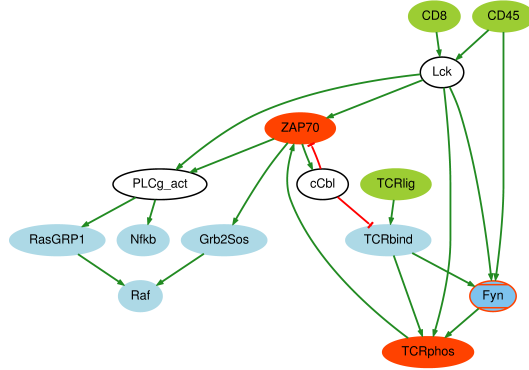 CD8 CD45
Lck
ZAP70
PLCg_act cCbl TCRlig
RasGRP1 Nfkb Grb2Sos TCRbind
Raf Fyn
TCRphos